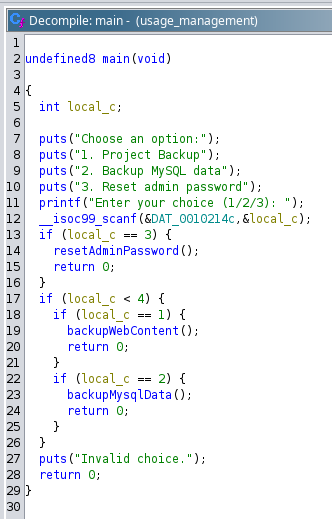 Decompile: main - (usage_management)
1
2 undefined8 main(void)
3
4 {
5   int local_c;
6
7   puts("Choose an option:");
8   puts("1. Project Backup");
9   puts("2. Backup MySQL data");
10   puts("3. Reset admin password");
11   printf("Enter your choice (1/2/3): ");
12   __isoc99_scanf(&DAT_0010214c,&local_c);
13   if (local_c == 3) {
14     resetAdminPassword();
15     return 0;
16   }
17   if (local_c < 4) {
18     if (local_c == 1) {
19       backupWebContent();
20       return 0;
21     }
22     if (local_c == 2) {
23       backupMysqlData();
24       return 0;
25     }
26   }
27   puts("Invalid choice.");
28   return 0;
29 }
30